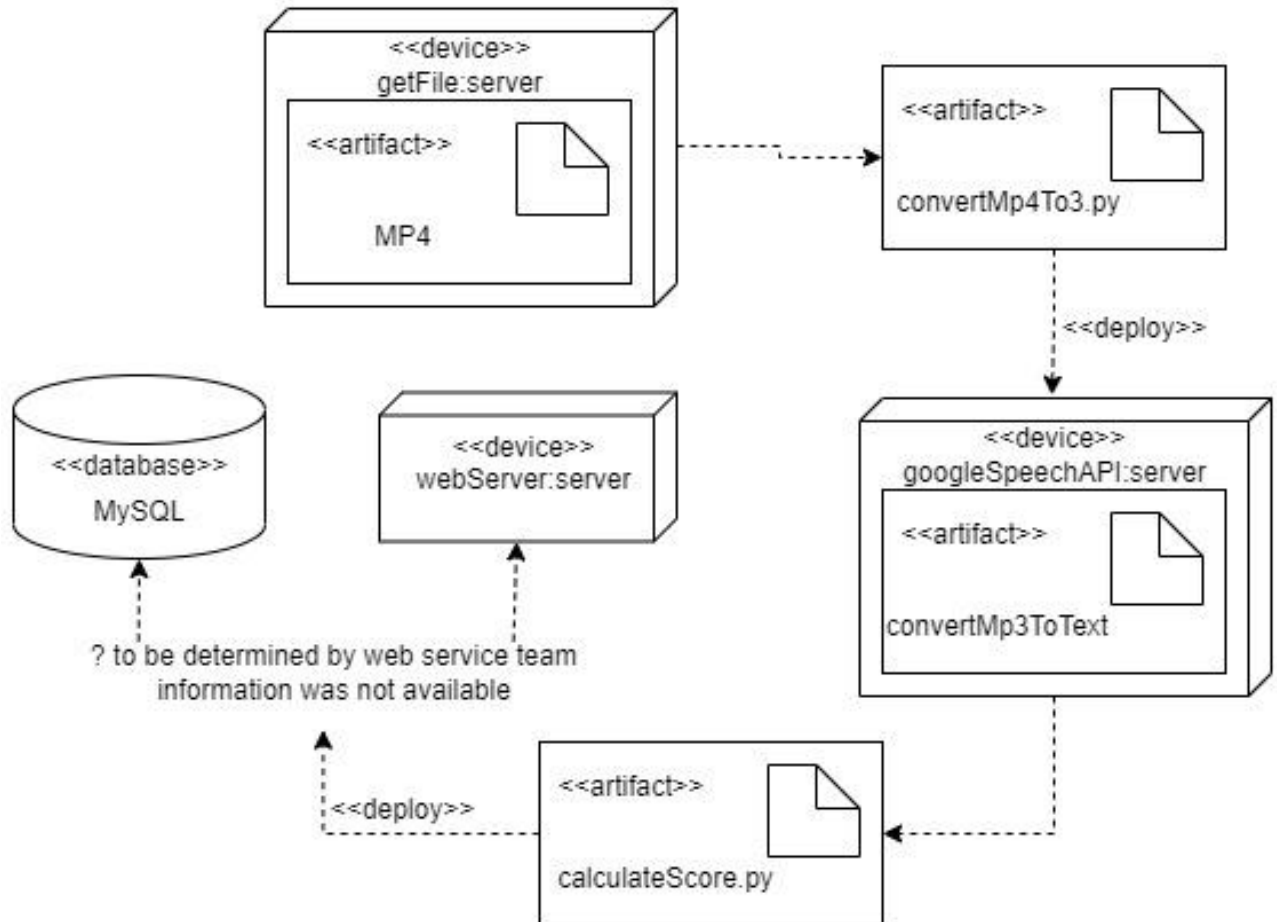 <<device>>
getFile:server
<<artifact>>
MP4
<<artifact>>
convertMp4To3.py
<<deploy>>
<<database>>
MySQL
<<device>>
webServer:server
<<device>>
googleSpeechAPI:server
<<artifact>>
convertMp3ToText
? to be determined by web service team
information was not available
<<deploy>>
<<artifact>>
calculateScore.py